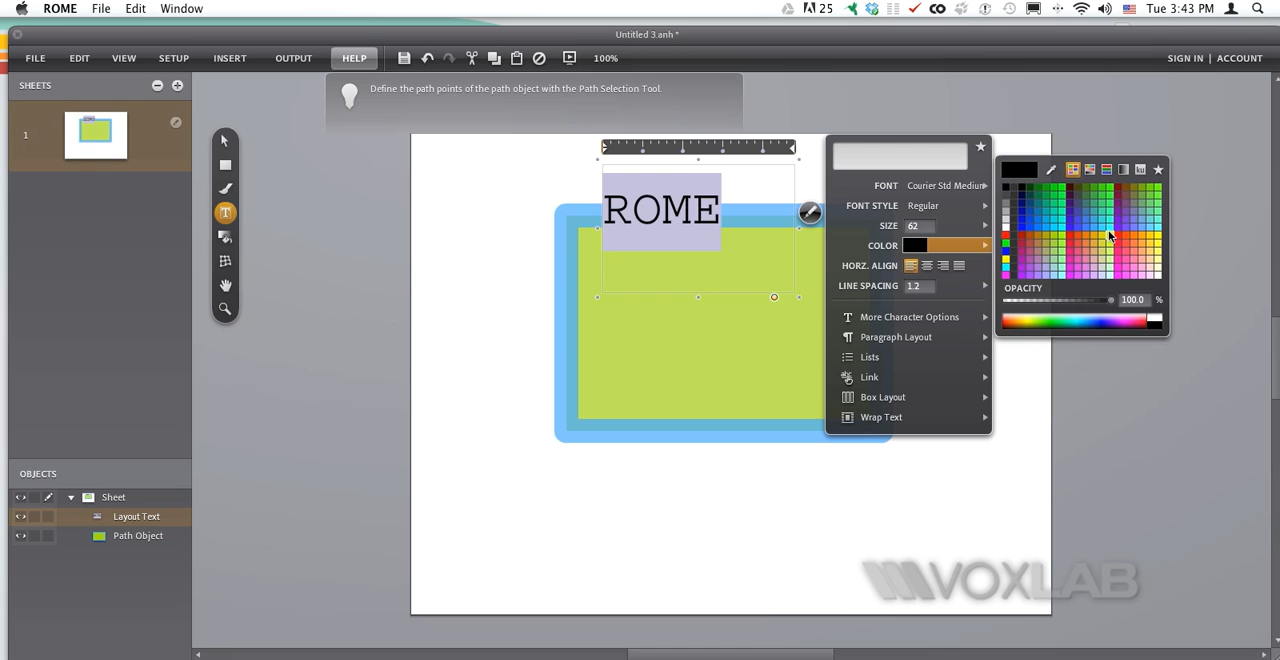 ROME File Edit Window
25 Tue 3:43 PM
Untitled 3.anh *
FILE EDIT VIEW SETUP INSERT OUTPUT HELP 100% SIGN IN | ACCOUNT
SHEETS
1
Define the path points of the path object with the Path Selection Tool.
ROME
FONT Courier Std Medium
FONT STYLE Regular
SIZE 62
COLOR
HORZ. ALIGN
LINE SPACING 1.2
More Character Options
Paragraph Layout
Lists
Link
Box Layout
Wrap Text
ku
OPACITY
100.0 %
OBJECTS
Sheet
Layout Text
Path Object
VOXLAB